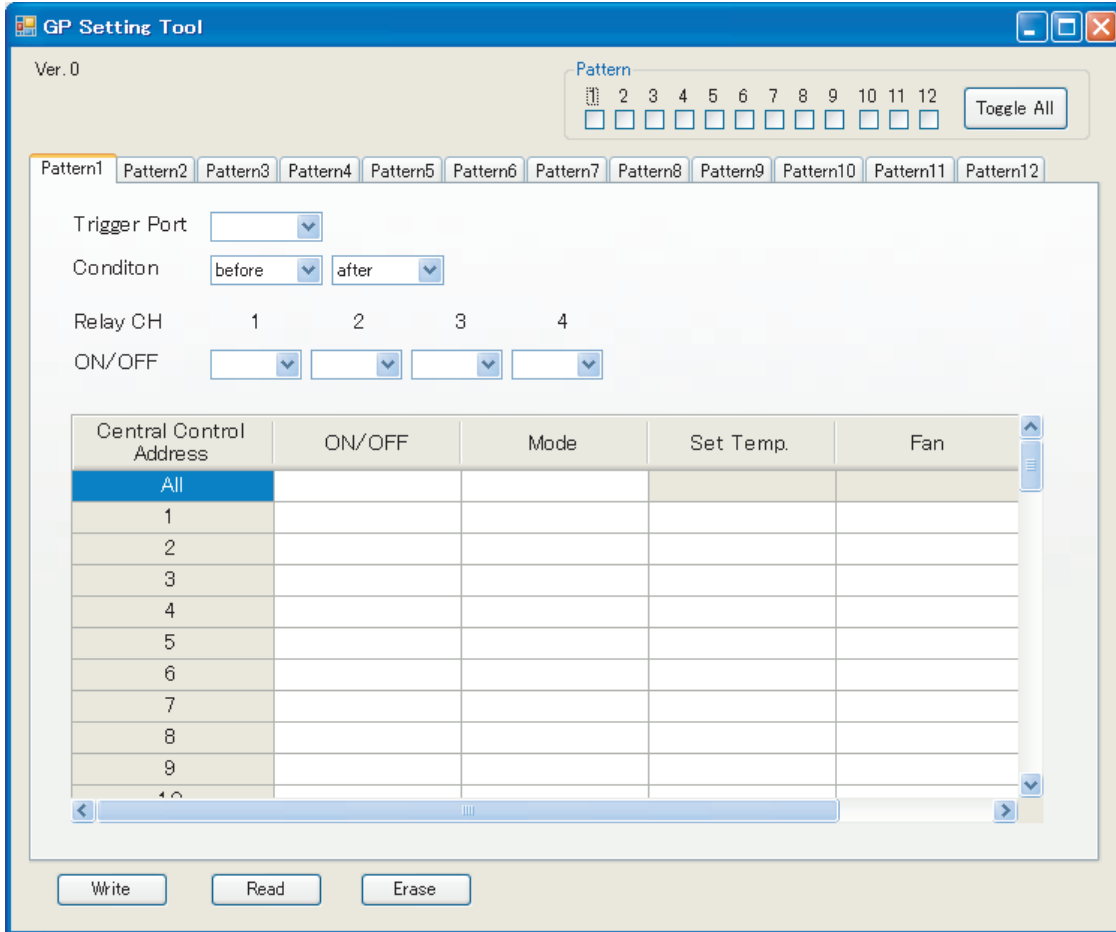 GP Setting Tool
Ver. 0
Pattern
1 2 3 4 5 6 7 8 9 10 11 12
Toggle All
Pattern1 Pattern2 Pattern3 Pattern4 Pattern5 Pattern6 Pattern7 Pattern8 Pattern9 Pattern10 Pattern11 Pattern12
Trigger Port
Conditon before after
Relay CH 1 2 3 4
ON/OFF
Central Control Address ON/OFF Mode Set Temp. Fan
All
1
2
3
4
5
6
7
8
9
10
Write Read Erase